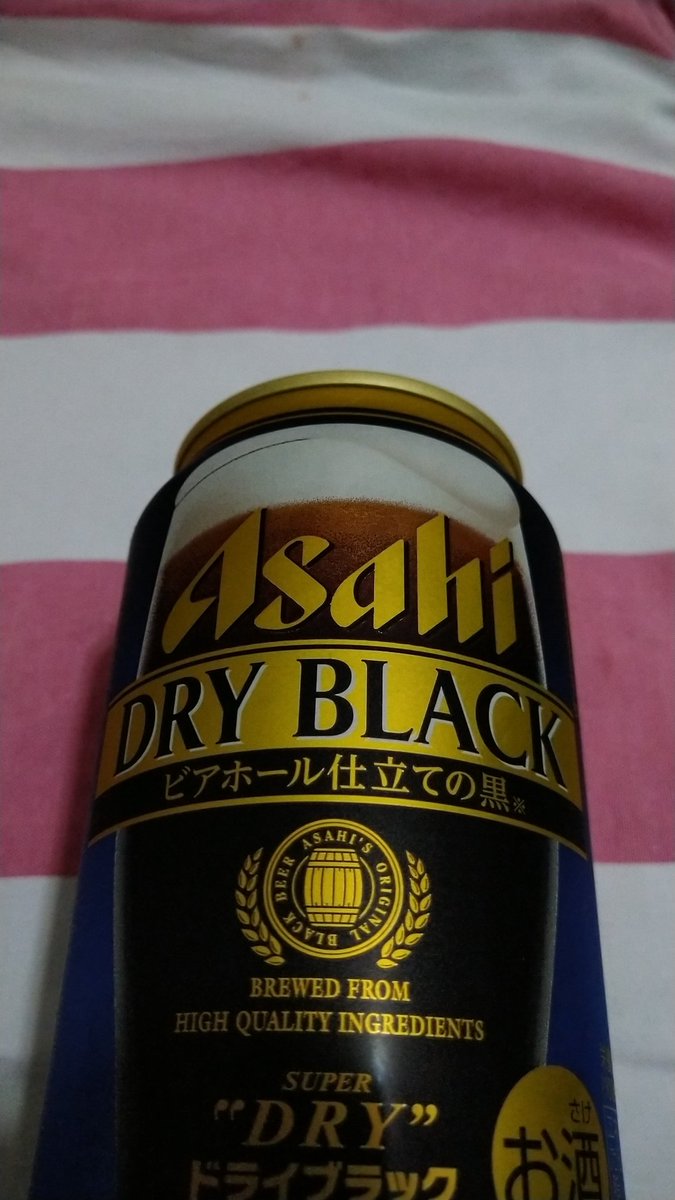 Asahi
DRY BLACK
ビアホール仕立ての黒※
ASAHI'S ORIGINAL BLACK BEER
BREWED FROM
HIGH QUALITY INGREDIENTS
SUPER
"DRY"
ドライブラック
さけ
お酒